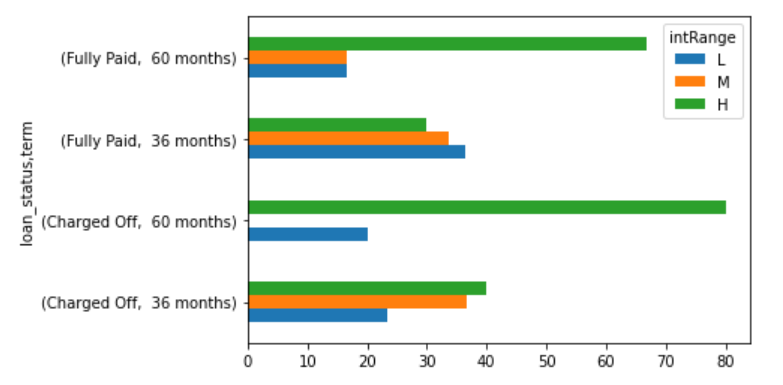 intRange
L
M
H
(Fully Paid,  60 months)
(Fully Paid,  36 months)
(Charged Off,  60 months)
(Charged Off,  36 months)
loan_status,term
0 10 20 30 40 50 60 70 80